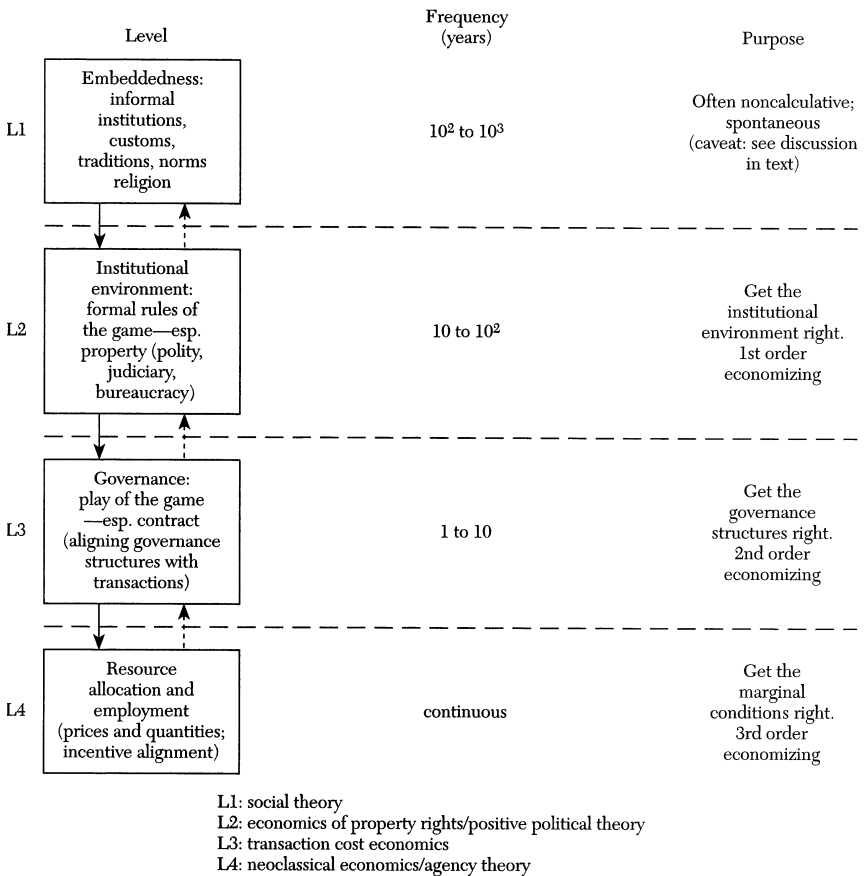 Level
Frequency
(years)
Purpose
L1
Embeddedness:
informal
institutions,
customs,
traditions, norms
religion
10² to 10³
Often noncalculative;
spontaneous
(caveat: see discussion
in text)
L2
Institutional
environment:
formal rules of
the game—esp.
property (polity,
judiciary,
bureaucracy)
10 to 10²
Get the
institutional
environment right.
1st order
economizing
L3
Governance:
play of the game
—esp. contract
(aligning governance
structures with
transactions)
1 to 10
Get the
governance
structures right.
2nd order
economizing
L4
Resource
allocation and
employment
(prices and quantities;
incentive alignment)
continuous
Get the
marginal
conditions right.
3rd order
economizing
L1: social theory
L2: economics of property rights/positive political theory
L3: transaction cost economics
L4: neoclassical economics/agency theory